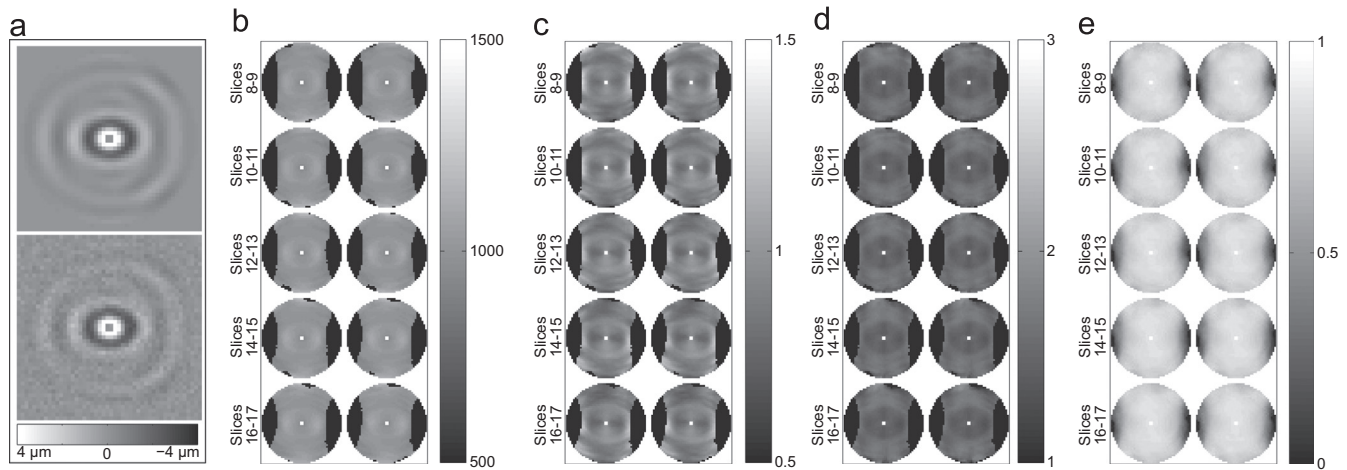 a
4 µm 0 −4 µm
b
Slices 8-9
Slices 10-11
Slices 12-13
Slices 14-15
Slices 16-17
1500
1000
500
c
Slices 8-9
Slices 10-11
Slices 12-13
Slices 14-15
Slices 16-17
1.5
1
0.5
d
Slices 8-9
Slices 10-11
Slices 12-13
Slices 14-15
Slices 16-17
3
2
1
e
Slices 8-9
Slices 10-11
Slices 12-13
Slices 14-15
Slices 16-17
1
0.5
0